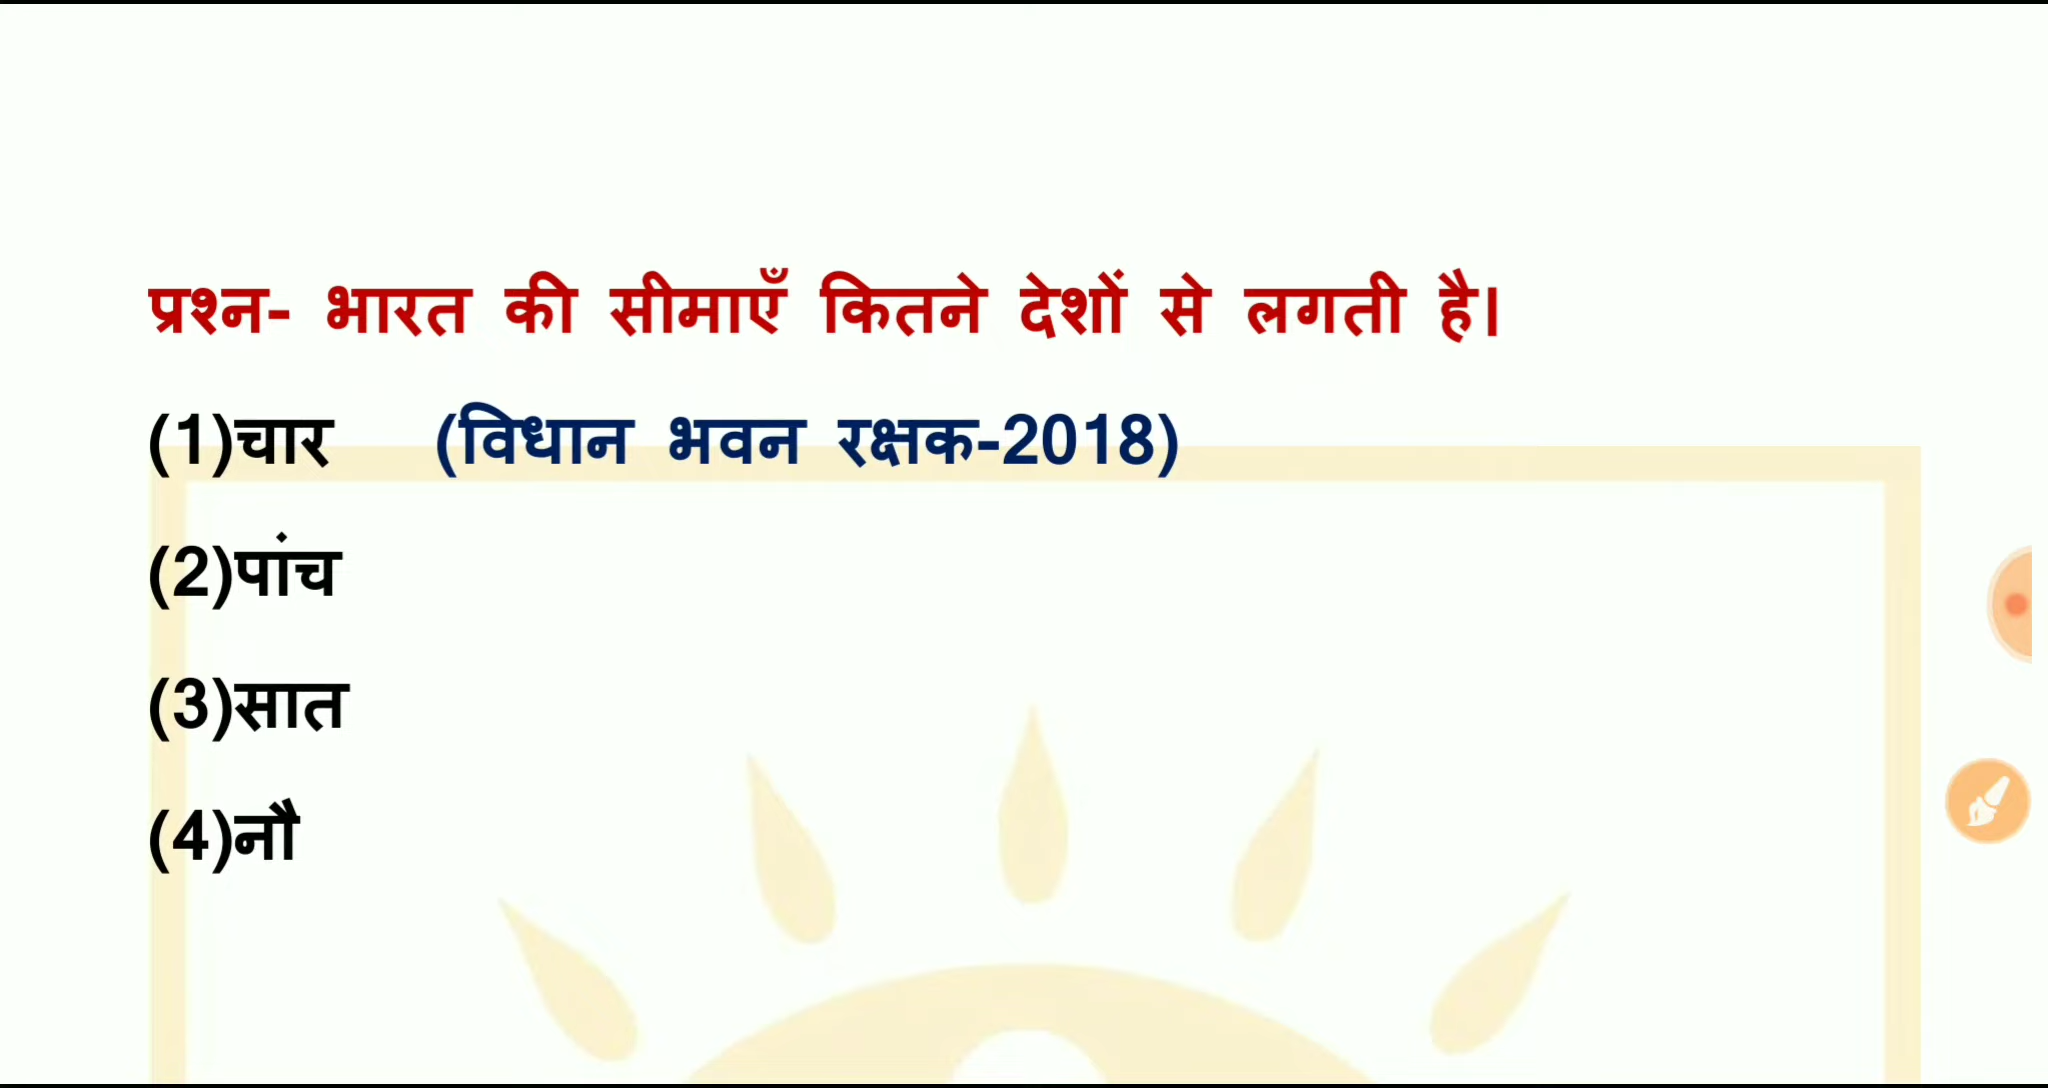 प्रश्न- भारत की सीमाएँ कितने देशों से लगती है।
(1)चार (विधान भवन रक्षक-2018)
(2)पांच
(3)सात
(4)नौ